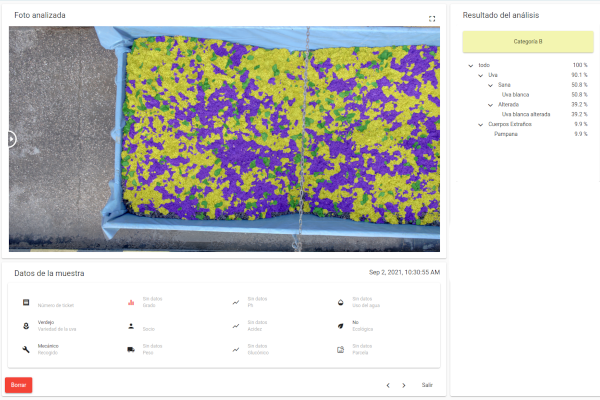 Foto analizada
Resultado del análisis
Categoría B
todo 100 %
Uva 90.1 %
Sana 50.8 %
Uva blanca 50.8 %
Alterada 39.2 %
Uva blanca alterada 39.2 %
Cuerpos Extraños 9.9 %
Pampana 9.9 %
Datos de la muestra
Sep 2, 2021, 10:30:55 AM
Número de ticket
Sin datos
Grado
Sin datos
Ph
Sin datos
Uso del agua
Verdejo
Variedad de la uva
Socio
Sin datos
Acidez
No
Ecológico
Mecánico
Recogida
Sin datos
Peso
Sin datos
Glucónico
Sin datos
Parcela
Borrar
Salir